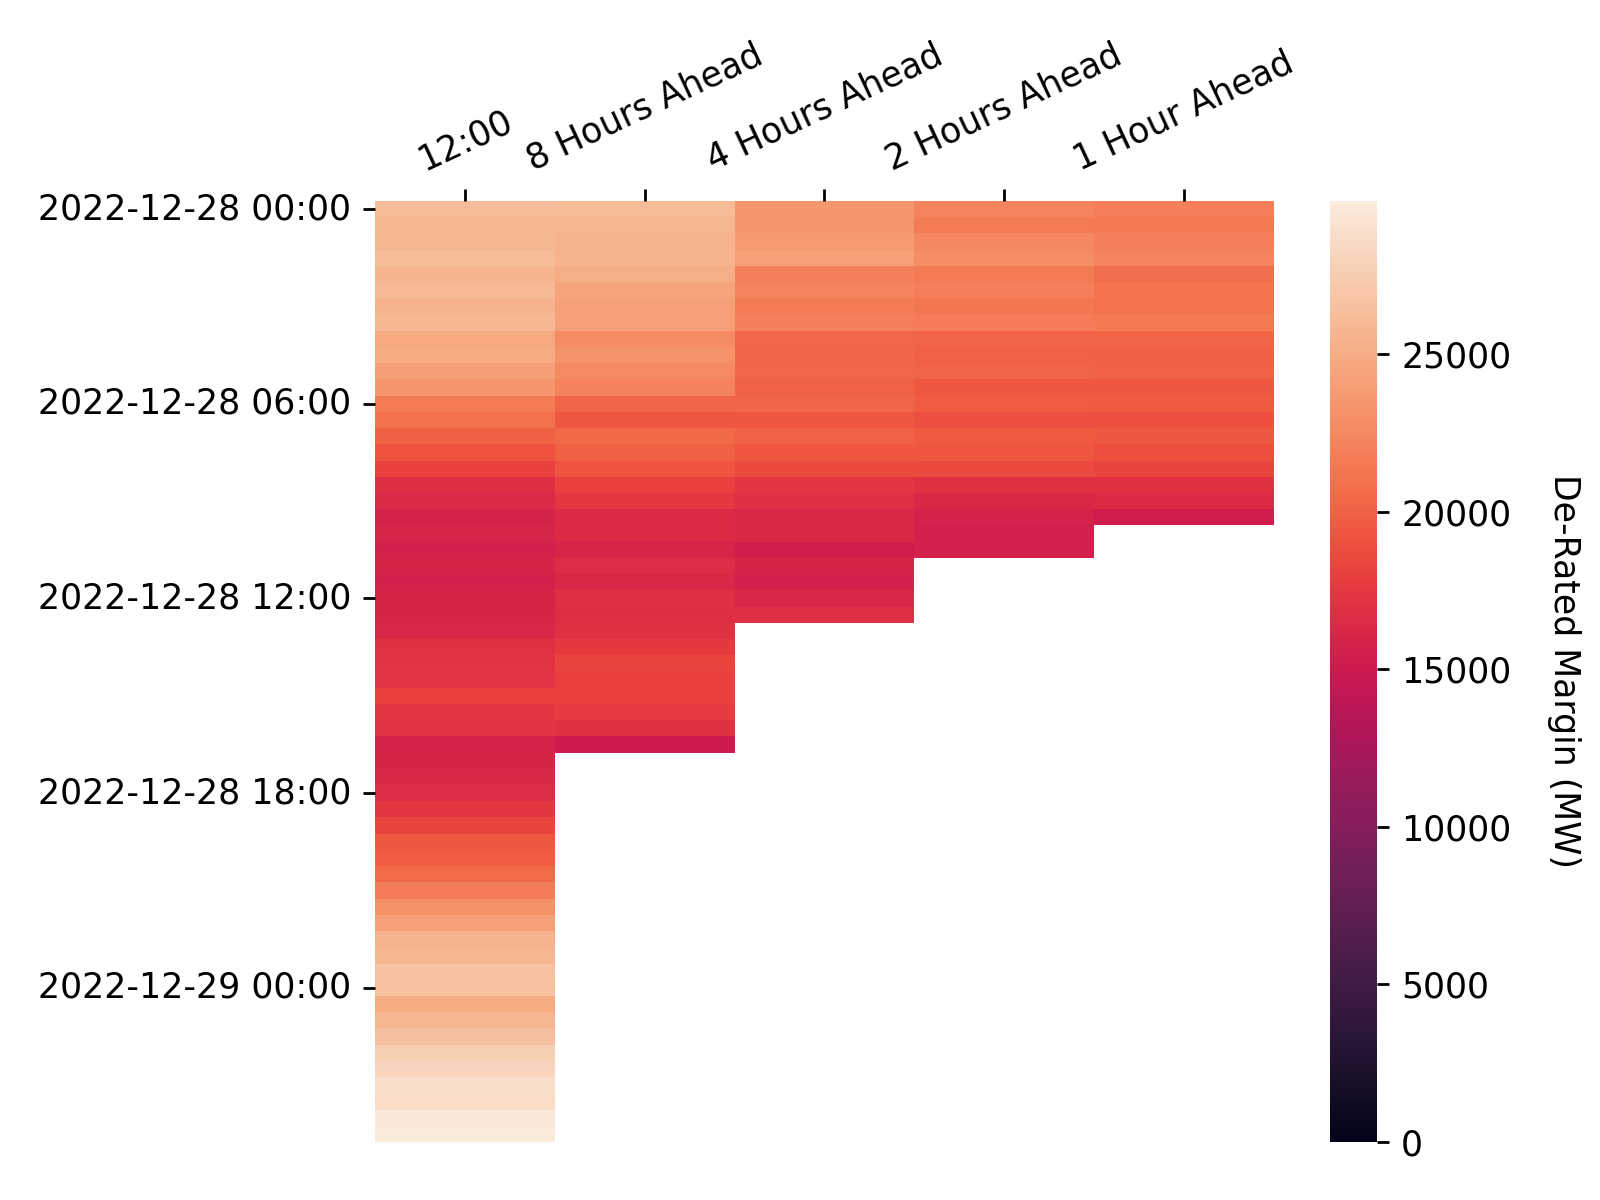 12:00
8 Hours Ahead
4 Hours Ahead
2 Hours Ahead
1 Hour Ahead
2022-12-28 00:00
2022-12-28 06:00
2022-12-28 12:00
2022-12-28 18:00
2022-12-29 00:00
25000
20000
15000
10000
5000
0
De-Rated Margin (MW)